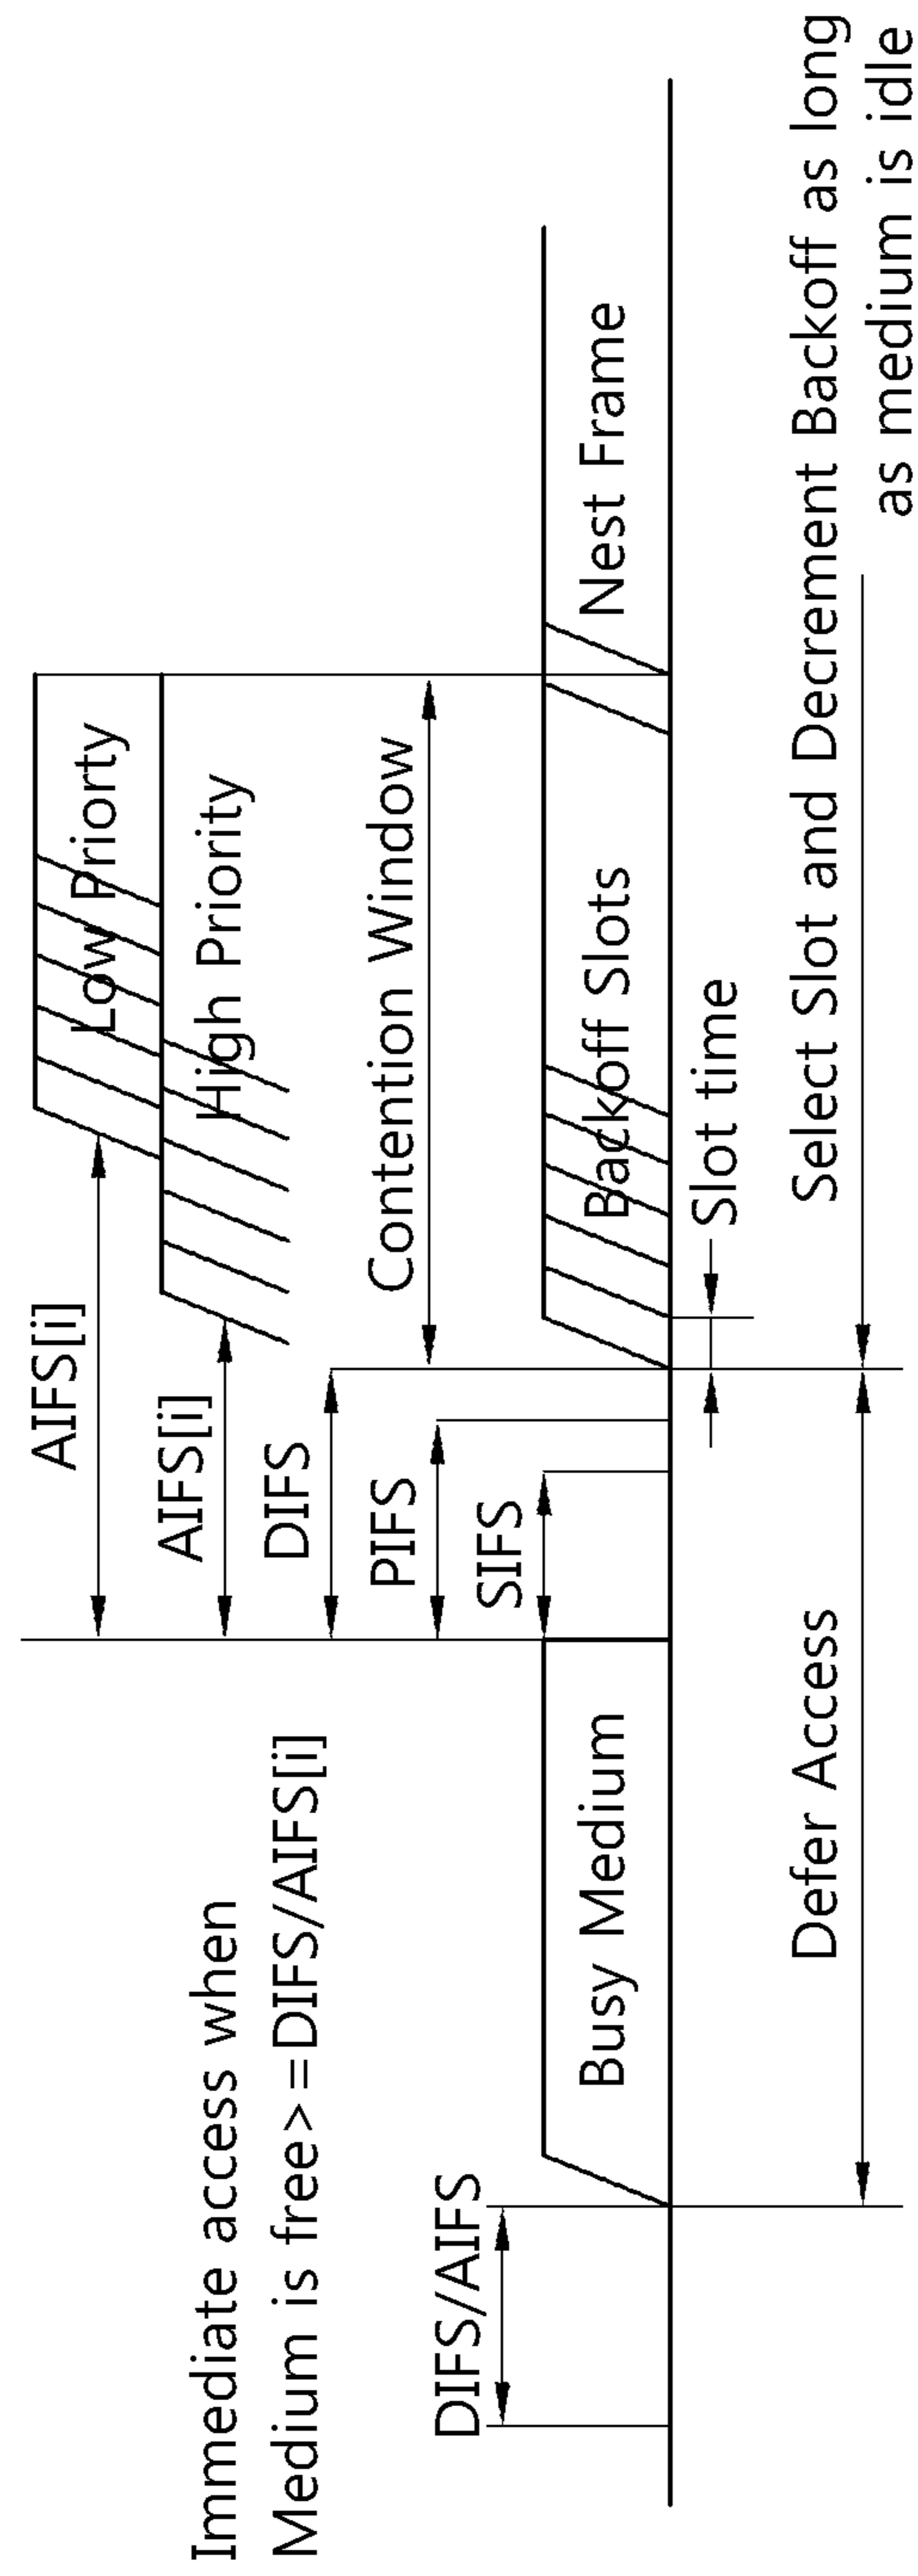 Immediate access when
Medium is free>=DIFS/AIFS[i]
AIFS[i]
Low Priorty
AIFS[i]
High Priority
DIFS
PIFS
Contention Window
DIFS/AIFS
SIFS
Busy Medium
Backoff Slots
Nest Frame
Slot time
Defer Access
Select Slot and Decrement Backoff as long
as medium is idle